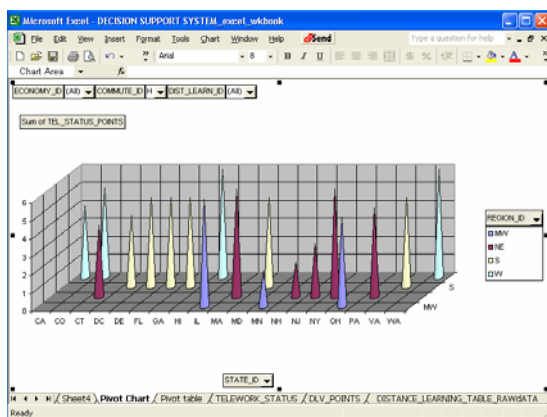 Microsoft Excel - DECISION SUPPORT SYSTEM_excel_wkbook
File Edit View Insert Format Tools Chart Window Help Send Type a question for help
Arial 8 B I U $ %
Chart Area fx
ECONOMY_ID (All) COMMUTE_ID H DIST_LEARN_ID (All)
Sum of TEL_STATUS_POINTS
6
5
4
3
2
1
0
CA CO CT DC DE FL GA HI IL MA MD MN NH NJ NY OH PA VA WA
MW
S
REGION_ID
MW
NE
S
W
STATE_ID
Sheet4 Pivot Chart Pivot table TELEWORK_STATUS DLV_POINTS DISTANCE_LEARNING_TABLE_RAWdATA
Ready